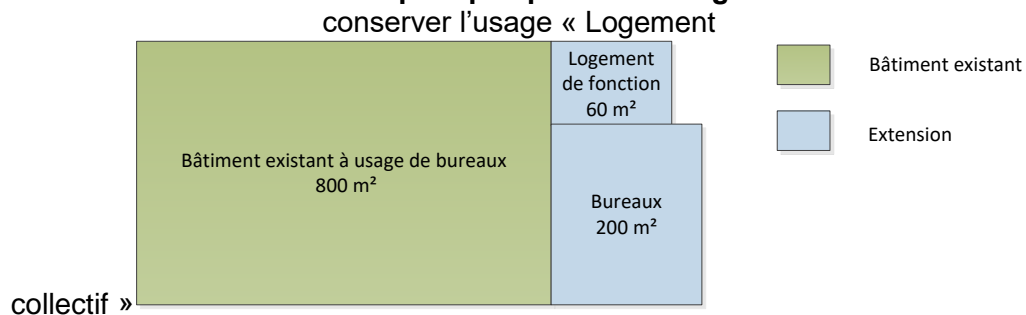 conserver l’usage « Logement
Logement
de fonction
60 m²
Bâtiment existant
Extension
Bâtiment existant à usage de bureaux
800 m²
Bureaux
200 m²
collectif »